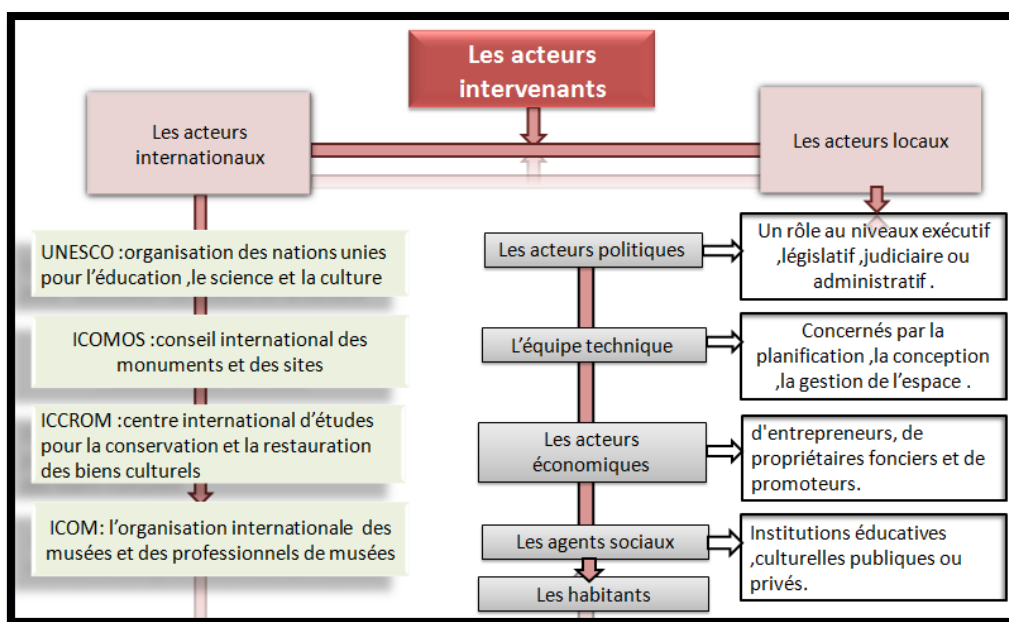 Les acteurs
intervenants
Les acteurs
internationaux
Les acteurs locaux
UNESCO :organisation des nations unies
pour l’éducation ,le science et la culture
ICOMOS :conseil international des
monuments et des sites
ICCROM :centre international d’études
pour la conservation et la restauration
des biens culturels
ICOM: l’organisation internationale des
musées et des professionnels de musées
Les acteurs politiques
Un rôle au niveaux exécutif
,législatif ,judiciaire ou
administratif .
L’équipe technique
Concernés par la
planification ,la conception
,la gestion de l’espace .
Les acteurs
économiques
d'entrepreneurs, de
propriétaires fonciers et de
promoteurs.
Les agents sociaux
Institutions éducatives
,culturelles publiques ou
privés.
Les habitants